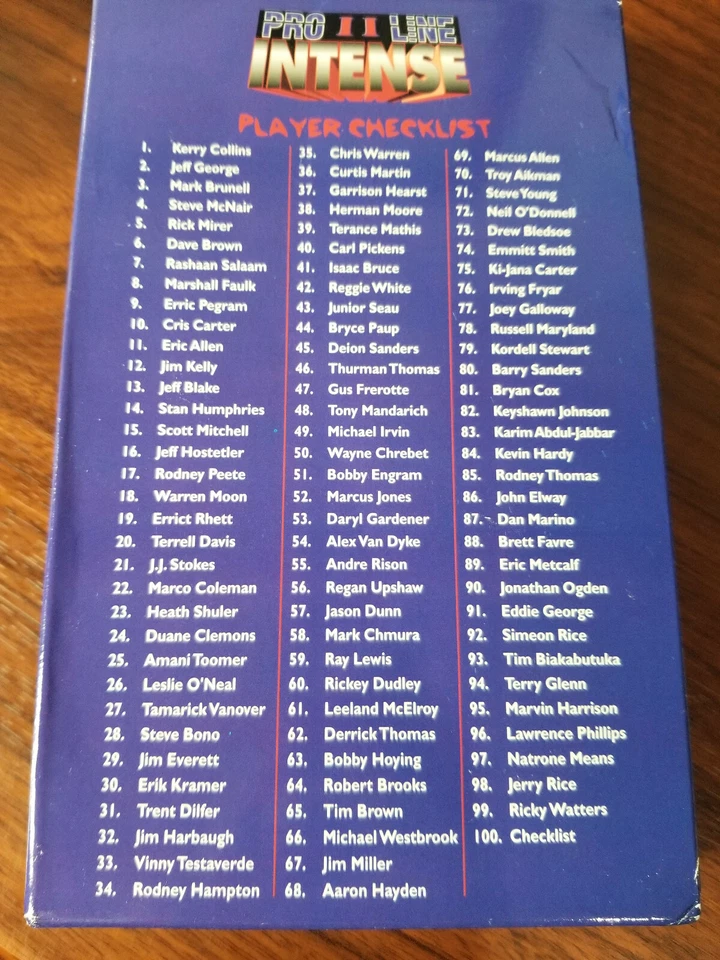 PRO II LINE
INTENSE
PLAYER CHECKLIST
1. Kerry Collins
2. Jeff George
3. Mark Brunell
4. Steve McNair
5. Rick Mirer
6. Dave Brown
7. Rashaan Salaam
8. Marshall Faulk
9. Erric Pegram
10. Cris Carter
11. Eric Allen
12. Jim Kelly
13. Jeff Blake
14. Stan Humphries
15. Scott Mitchell
16. Jeff Hostetler
17. Rodney Peete
18. Warren Moon
19. Errict Rhett
20. Terrell Davis
21. J.J. Stokes
22. Marco Coleman
23. Heath Shuler
24. Duane Clemons
25. Amani Toomer
26. Leslie O'Neal
27. Tamarick Vanover
28. Steve Bono
29. Jim Everett
30. Erik Kramer
31. Trent Dilfer
32. Jim Harbaugh
33. Vinny Testaverde
34. Rodney Hampton
35. Chris Warren
36. Curtis Martin
37. Garrison Hearst
38. Herman Moore
39. Terance Mathis
40. Carl Pickens
41. Isaac Bruce
42. Reggie White
43. Junior Seau
44. Bryce Paup
45. Deion Sanders
46. Thurman Thomas
47. Gus Frerotte
48. Tony Mandarich
49. Michael Irvin
50. Wayne Chrebet
51. Bobby Engram
52. Marcus Jones
53. Daryl Gardener
54. Alex Van Dyke
55. Andre Rison
56. Regan Upshaw
57. Jason Dunn
58. Mark Chmura
59. Ray Lewis
60. Rickey Dudley
61. Leeland McElroy
62. Derrick Thomas
63. Bobby Hoying
64. Robert Brooks
65. Tim Brown
66. Michael Westbrook
67. Jim Miller
68. Aaron Hayden
69. Marcus Allen
70. Troy Aikman
71. Steve Young
72. Neil O'Donnell
73. Drew Bledsoe
74. Emmitt Smith
75. Ki-Jana Carter
76. Irving Fryar
77. Joey Galloway
78. Russell Maryland
79. Kordell Stewart
80. Barry Sanders
81. Bryan Cox
82. Keyshawn Johnson
83. Karim Abdul-Jabbar
84. Kevin Hardy
85. Rodney Thomas
86. John Elway
87. Dan Marino
88. Brett Favre
89. Eric Metcalf
90. Jonathan Ogden
91. Eddie George
92. Simeon Rice
93. Tim Biakabutuka
94. Terry Glenn
95. Marvin Harrison
96. Lawrence Phillips
97. Natrone Means
98. Jerry Rice
99. Ricky Watters
100. Checklist